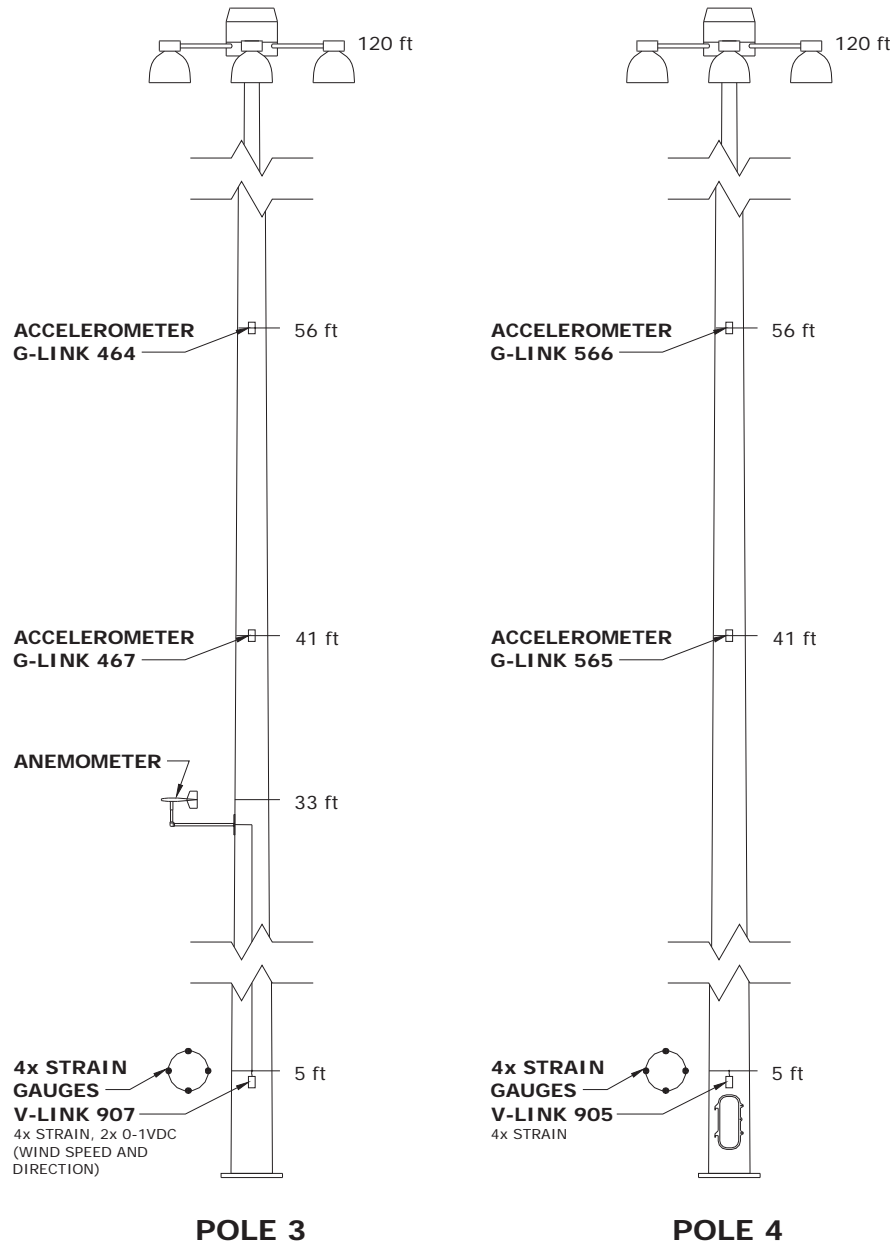 120 ft
ACCELEROMETER
G-LINK 464
56 ft
ACCELEROMETER
G-LINK 467
41 ft
ANEMOMETER
33 ft
4x STRAIN
GAUGES
V-LINK 907
4x STRAIN, 2x 0-1VDC
(WIND SPEED AND
DIRECTION)
5 ft
POLE 3
120 ft
ACCELEROMETER
G-LINK 566
56 ft
ACCELEROMETER
G-LINK 565
41 ft
4x STRAIN
GAUGES
V-LINK 905
4x STRAIN
5 ft
POLE 4